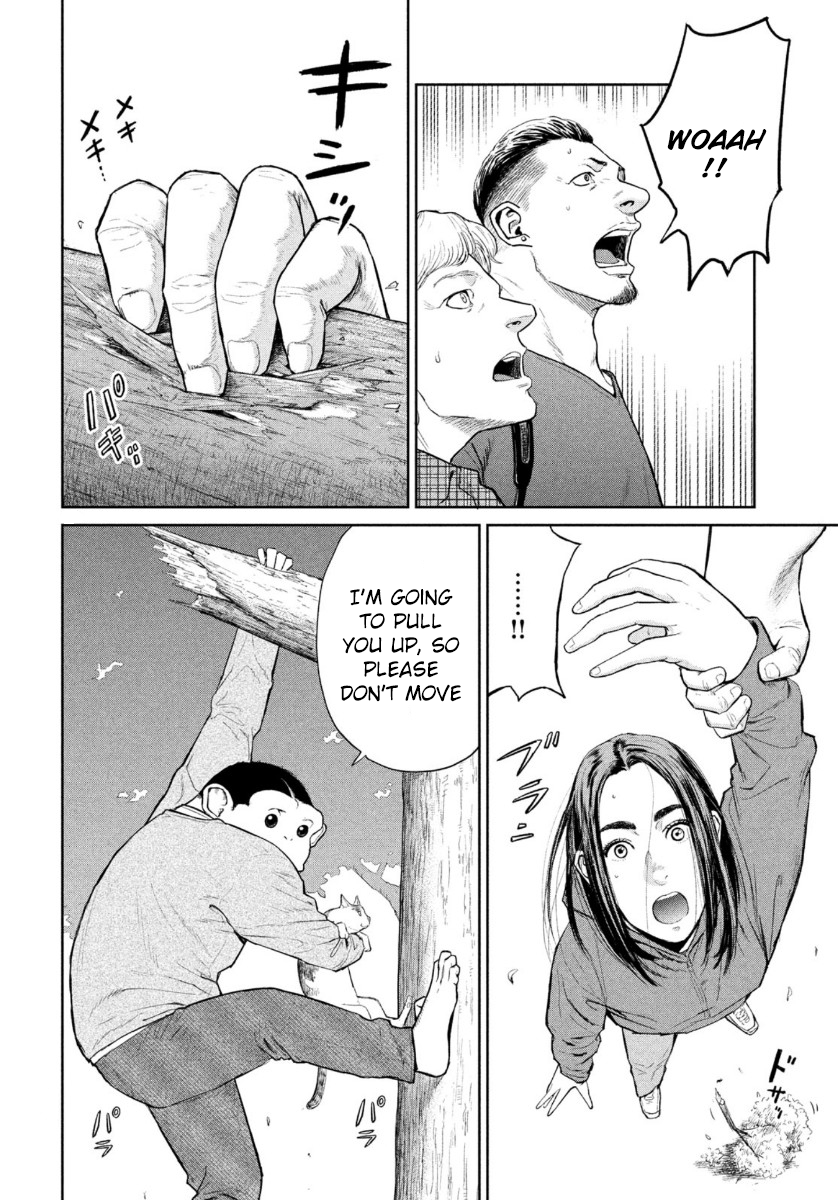 WOAAH
!!
キシッ
メキ
メキ…
パキッ
……!!
ブラン
ドサッ
I'M GOING
TO PULL
YOU UP, SO
PLEASE
DON'T MOVE
パラ
パラ